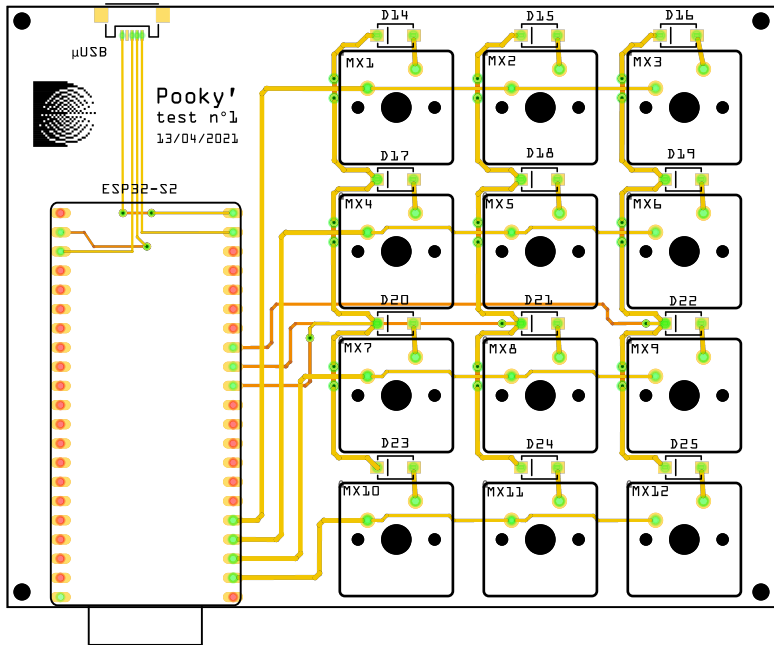 D14
D15
D16
µUSB
MX1
MX2
MX3
Pooky'
test n°1
13/04/2021
D17
D18
D19
ESP32-S2
MX4
MX5
MX6
D20
D21
D22
MX7
MX8
MX9
D23
D24
D25
MX10
MX11
MX12